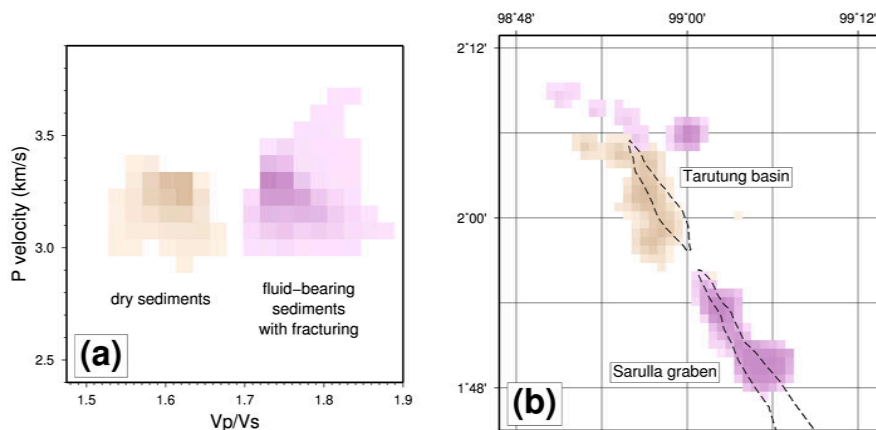 98˚48'
99˚00'
99˚12'
2˚12'
2˚00'
1˚48'
Tarutung basin
Sarulla graben
(b)
3.5
3.0
2.5
P velocity (km/s)
dry sediments
fluid−bearing
sediments
with fracturing
(a)
1.5
1.6
1.7
1.8
1.9
Vp/Vs